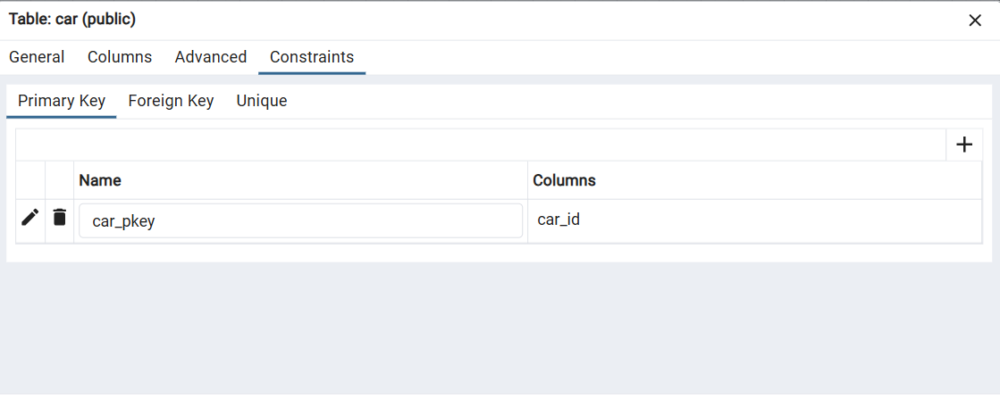 Table: car (public)
General Columns Advanced Constraints
Primary Key Foreign Key Unique
Name Columns
car_pkey car_id